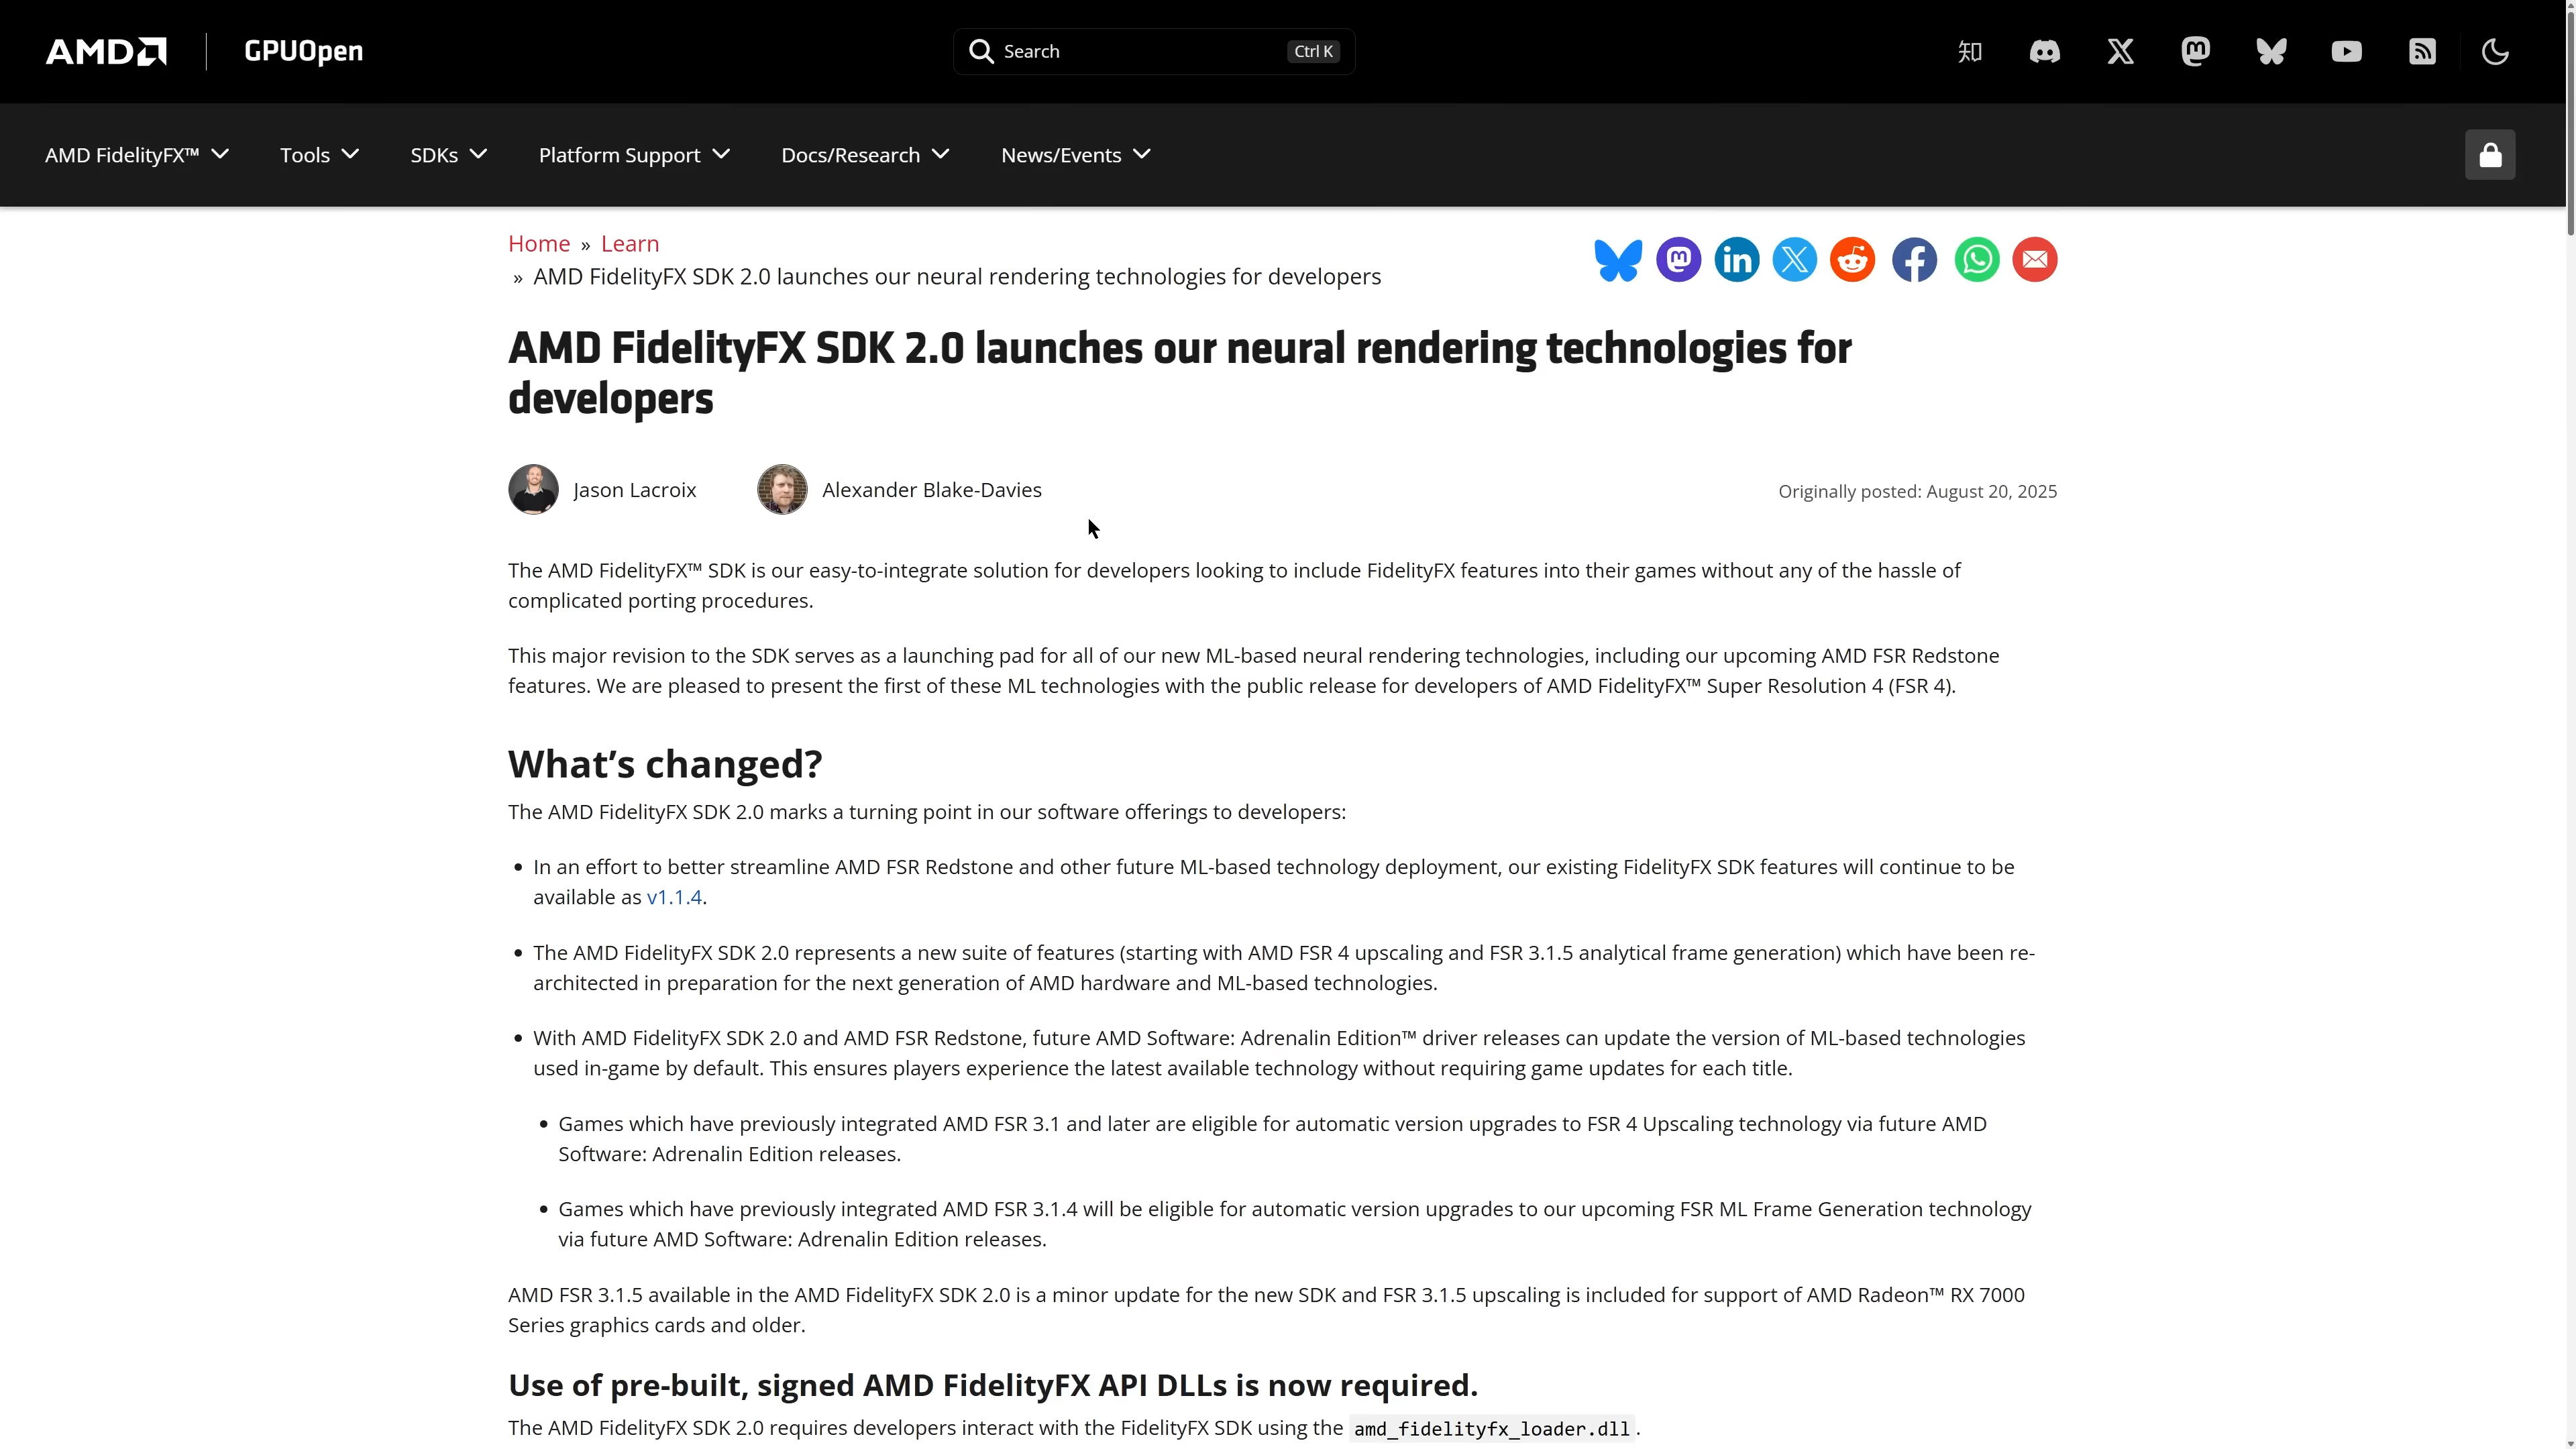 AMD
GPUOpen
Search
Ctrl K
知
AMD FidelityFX™
Tools
SDKs
Platform Support
Docs/Research
News/Events
Home » Learn
» AMD FidelityFX SDK 2.0 launches our neural rendering technologies for developers
AMD FidelityFX SDK 2.0 launches our neural rendering technologies for
developers
Jason Lacroix
Alexander Blake-Davies
Originally posted: August 20, 2025
The AMD FidelityFX™ SDK is our easy-to-integrate solution for developers looking to include FidelityFX features into their games without any of the hassle of
complicated porting procedures.
This major revision to the SDK serves as a launching pad for all of our new ML-based neural rendering technologies, including our upcoming AMD FSR Redstone
features. We are pleased to present the first of these ML technologies with the public release for developers of AMD FidelityFX™ Super Resolution 4 (FSR 4).
What’s changed?
The AMD FidelityFX SDK 2.0 marks a turning point in our software offerings to developers:
• In an effort to better streamline AMD FSR Redstone and other future ML-based technology deployment, our existing FidelityFX SDK features will continue to be
available as v1.1.4.
• The AMD FidelityFX SDK 2.0 represents a new suite of features (starting with AMD FSR 4 upscaling and FSR 3.1.5 analytical frame generation) which have been re-
architected in preparation for the next generation of AMD hardware and ML-based technologies.
• With AMD FidelityFX SDK 2.0 and AMD FSR Redstone, future AMD Software: Adrenalin Edition™ driver releases can update the version of ML-based technologies
used in-game by default. This ensures players experience the latest available technology without requiring game updates for each title.
• Games which have previously integrated AMD FSR 3.1 and later are eligible for automatic version upgrades to FSR 4 Upscaling technology via future AMD
Software: Adrenalin Edition releases.
• Games which have previously integrated AMD FSR 3.1.4 will be eligible for automatic version upgrades to our upcoming FSR ML Frame Generation technology
via future AMD Software: Adrenalin Edition releases.
AMD FSR 3.1.5 available in the AMD FidelityFX SDK 2.0 is a minor update for the new SDK and FSR 3.1.5 upscaling is included for support of AMD Radeon™ RX 7000
Series graphics cards and older.
Use of pre-built, signed AMD FidelityFX API DLLs is now required.
The AMD FidelityFX SDK 2.0 requires developers interact with the FidelityFX SDK using the amd_fidelityfx_loader.dll.